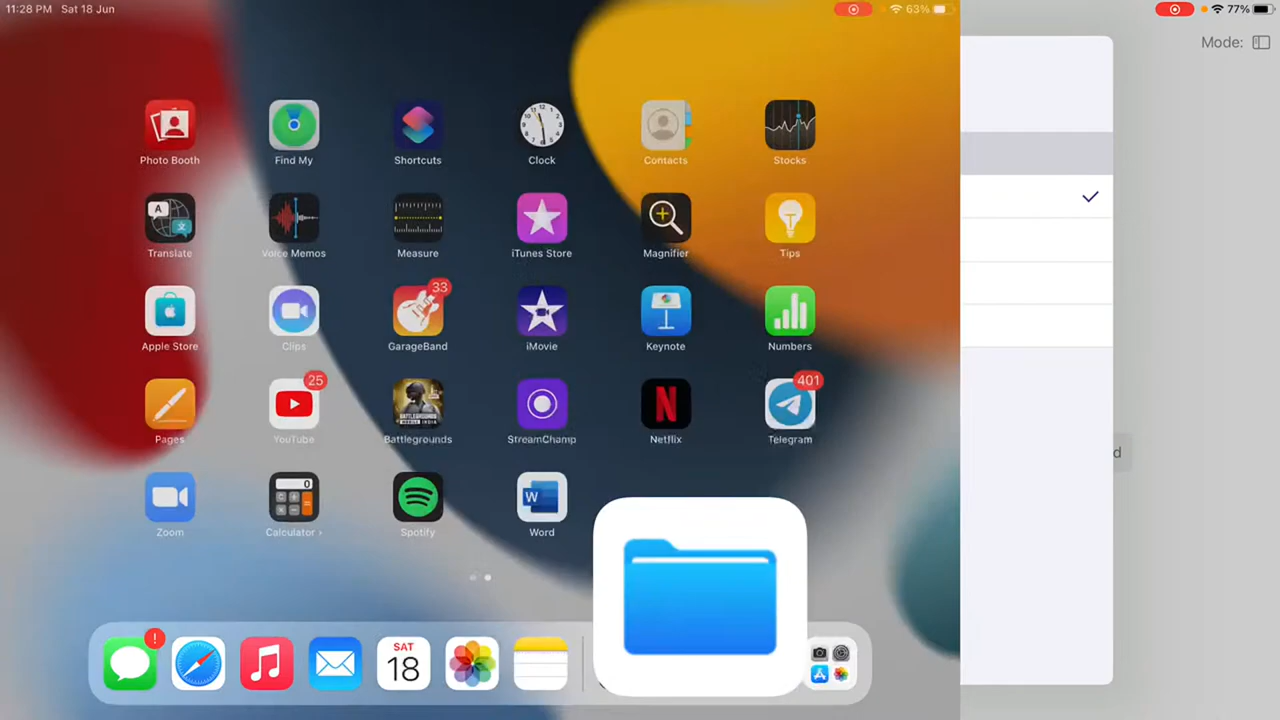 11:28 PM Sat 18 Jun
63%
77%
Mode:
Photo Booth Find My Shortcuts Clock Contacts Stocks
A
Translate Voice Memos Measure iTunes Store Magnifier Tips
33
Apple Store Clips GarageBand iMovie Keynote Numbers
25 401
BATTLEGROUNDS
Pages YouTube Battlegrounds StreamChamp Netflix Telegram
d
0
W
Zoom Calculator › Spotify Word
!
SAT
18